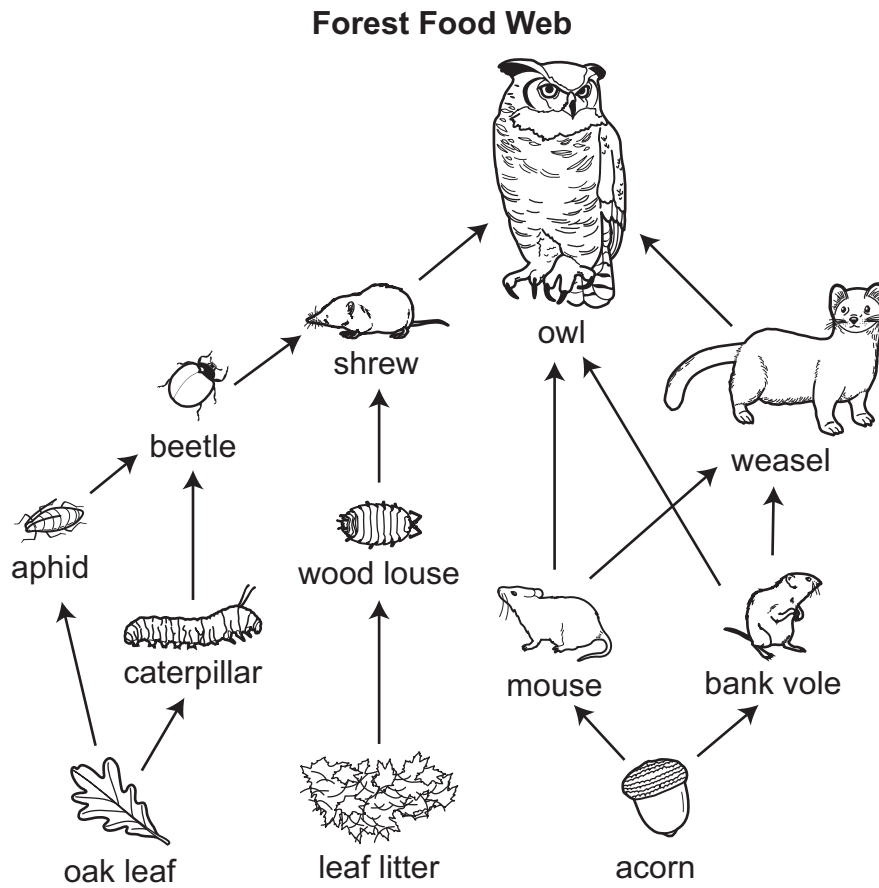 Forest Food Web
owl
shrew
beetle
weasel
aphid
wood louse
caterpillar
mouse
bank vole
oak leaf
leaf litter
acorn